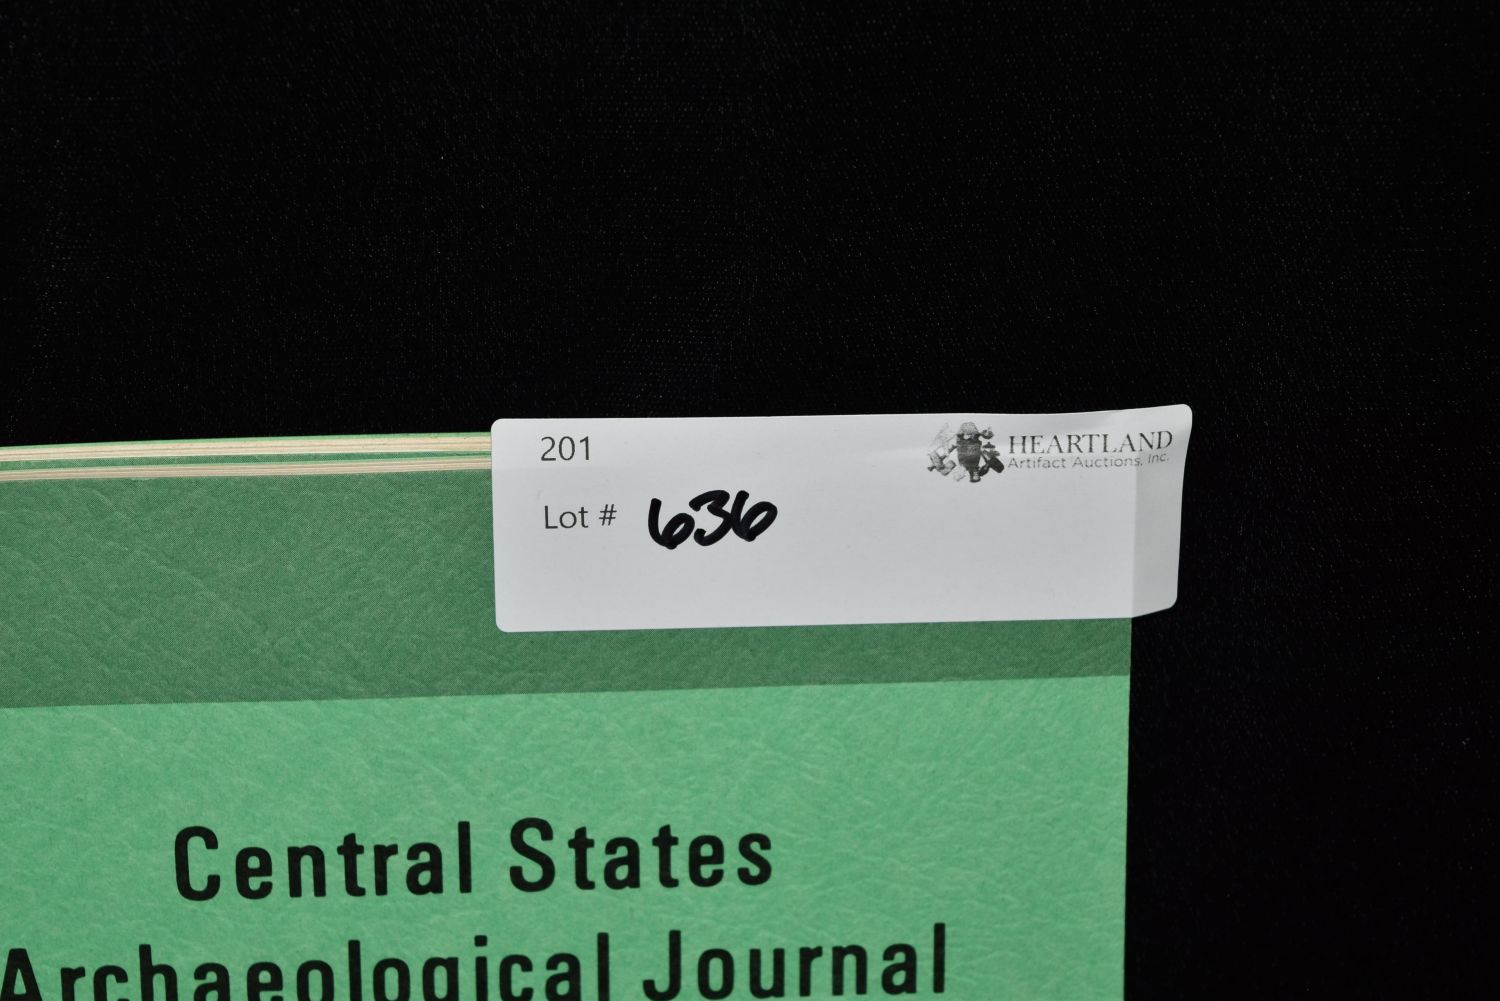 201
HEARTLAND
Artifact Auctions, Inc.
Lot # 636
Central States
Archaeological Journal